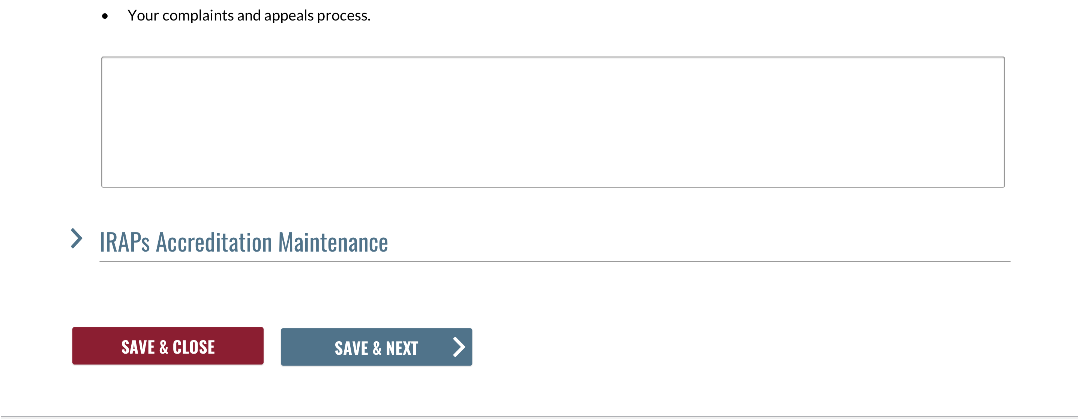 • Your complaints and appeals process.
IRAPs Accreditation Maintenance
SAVE & CLOSE
SAVE & NEXT